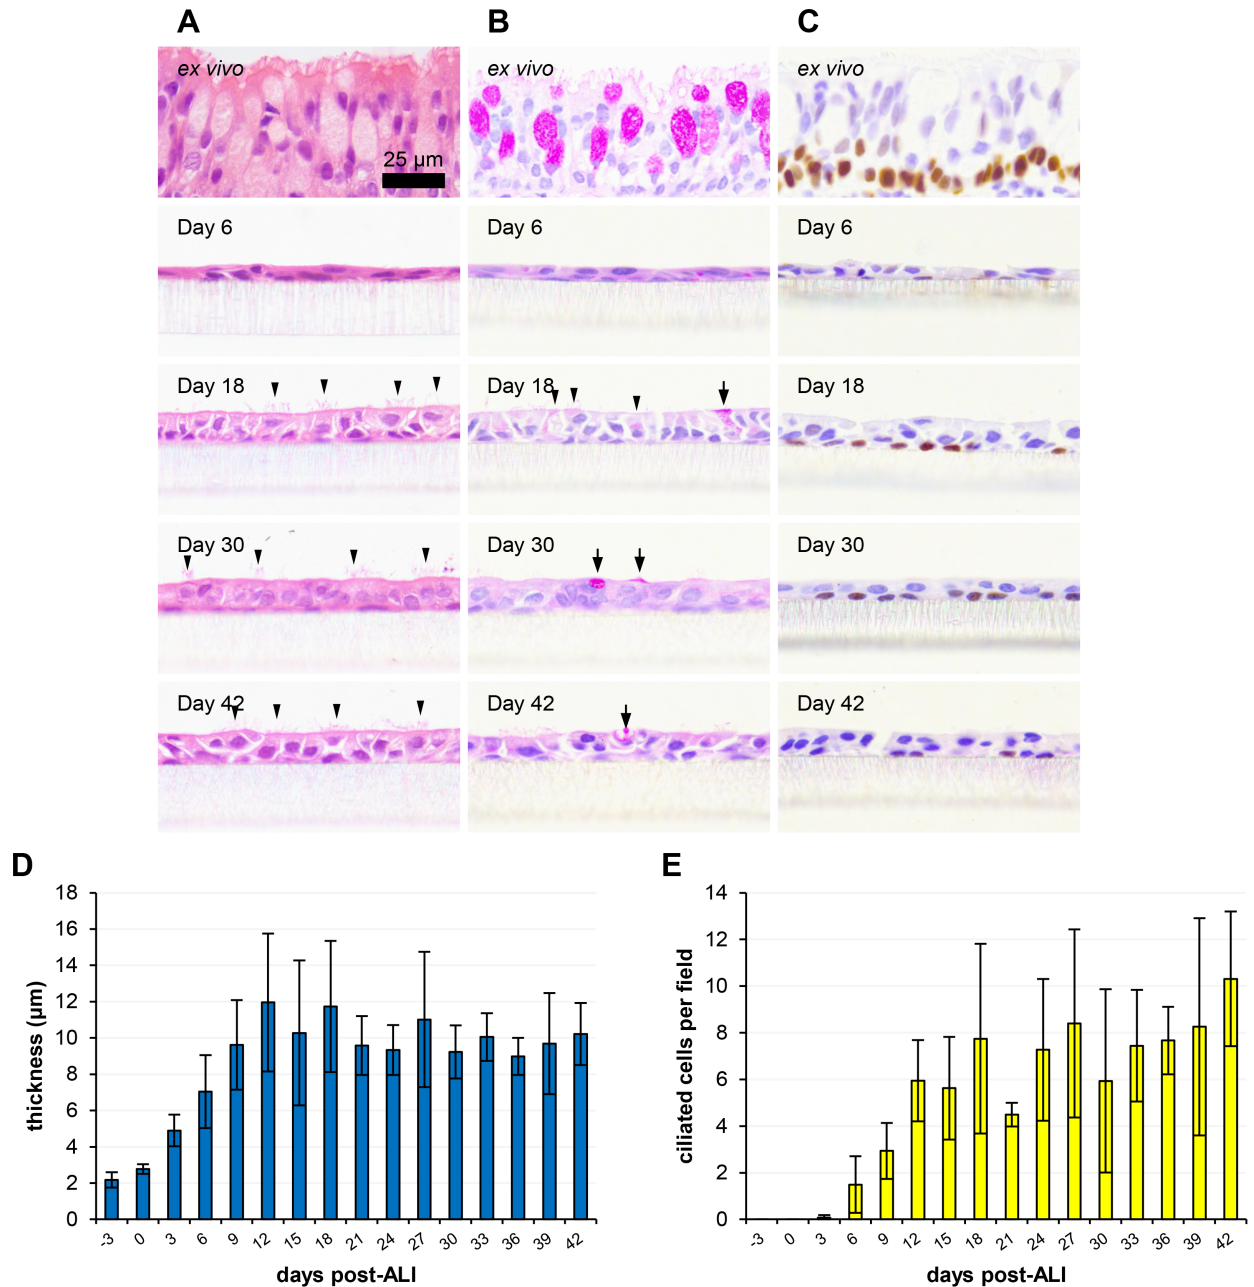 A B C
ex vivo ex vivo ex vivo
25 µm
Day 6 Day 6 Day 6
Day 18 Day 18 Day 18
Day 30 Day 30 Day 30
Day 42 Day 42 Day 42
D
18
16
14
12
10
8
6
4
2
0
thickness (µm)
-3 0 3 6 9 12 15 18 21 24 27 30 33 36 39 42
days post-ALI
E
14
12
10
8
6
4
2
0
ciliated cells per field
-3 0 3 6 9 12 15 18 21 24 27 30 33 36 39 42
days post-ALI